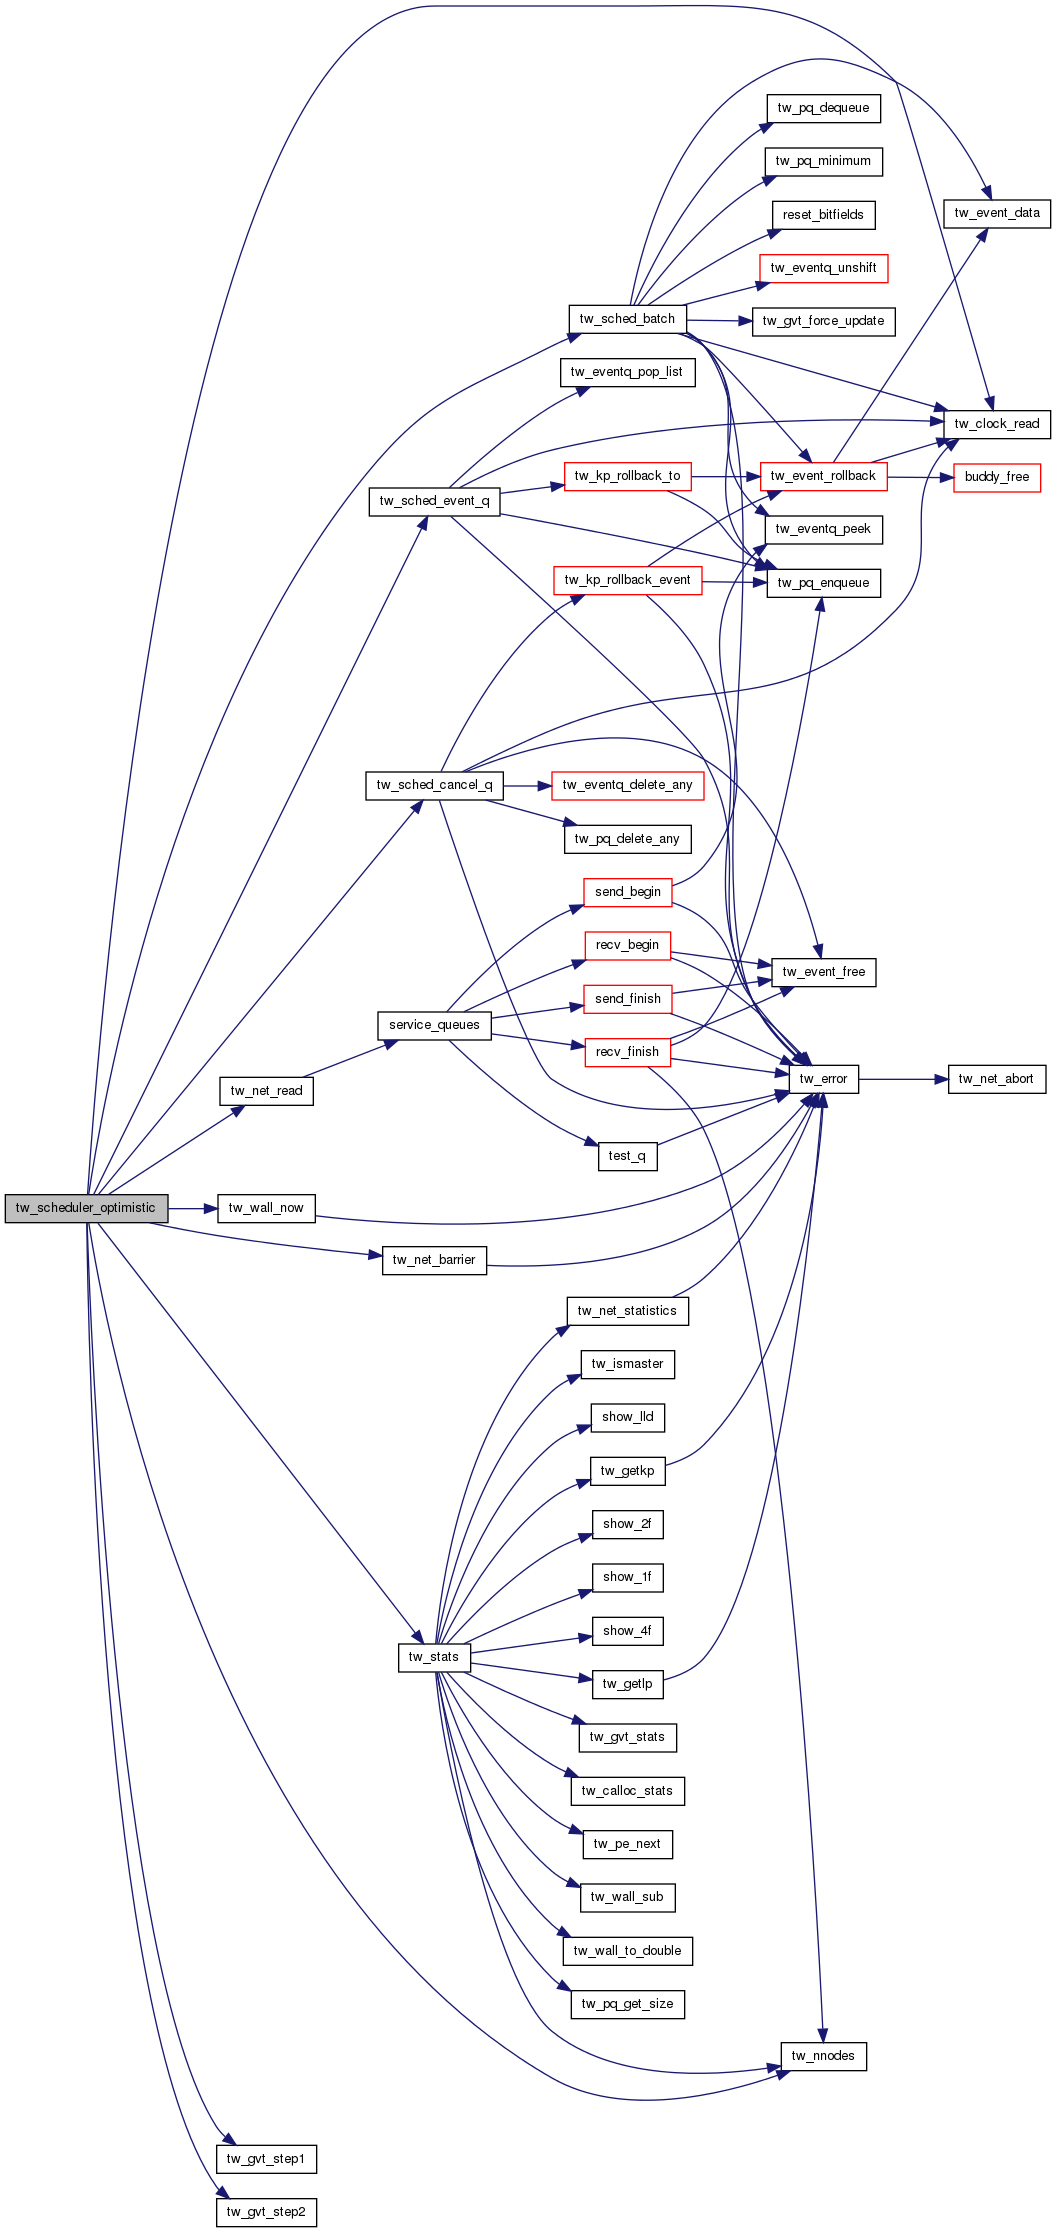 tw_pq_dequeue
tw_pq_minimum
reset_bitfields
tw_event_data
tw_eventq_unshift
tw_sched_batch
tw_gvt_force_update
tw_eventq_pop_list
tw_clock_read
tw_kp_rollback_to
tw_event_rollback
buddy_free
tw_sched_event_q
tw_eventq_peek
tw_kp_rollback_event
tw_pq_enqueue
tw_sched_cancel_q
tw_eventq_delete_any
tw_pq_delete_any
send_begin
recv_begin
tw_event_free
send_finish
service_queues
recv_finish
tw_error
tw_net_abort
tw_net_read
test_q
tw_scheduler_optimistic
tw_wall_now
tw_net_barrier
tw_net_statistics
tw_ismaster
show_lld
tw_getkp
show_2f
show_1f
show_4f
tw_stats
tw_getlp
tw_gvt_stats
tw_calloc_stats
tw_pe_next
tw_wall_sub
tw_wall_to_double
tw_pq_get_size
tw_nnodes
tw_gvt_step1
tw_gvt_step2